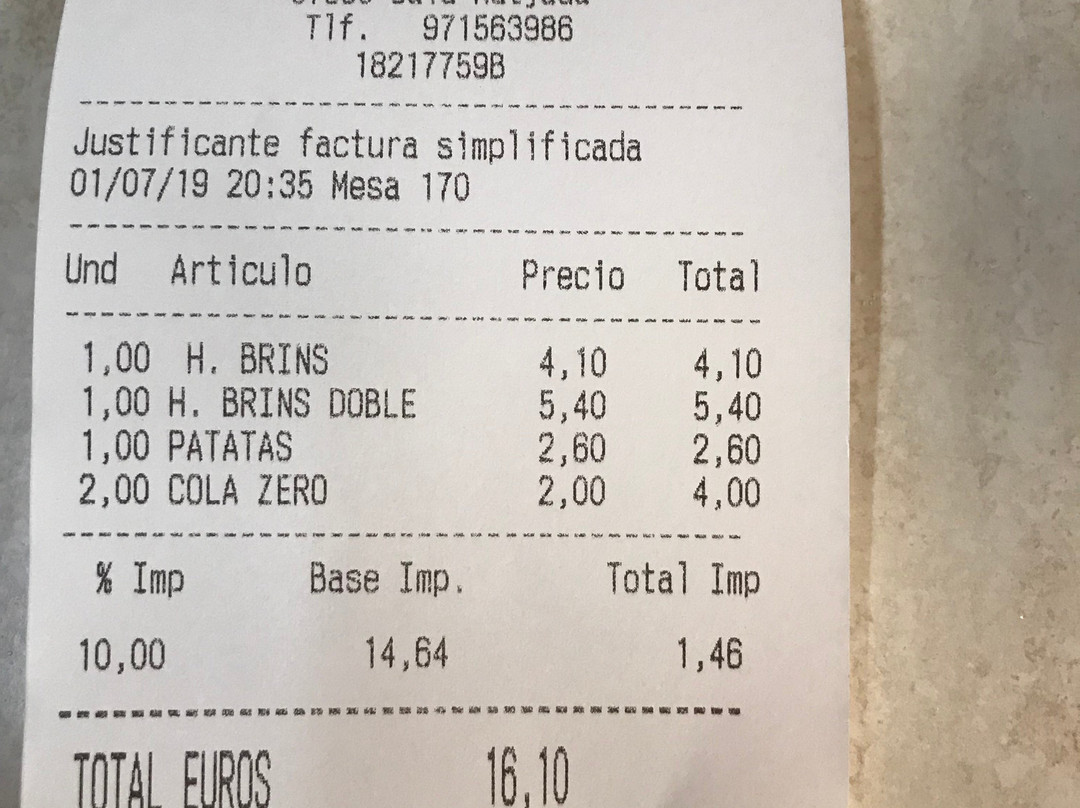 Tlf. 971563986
18217759B
Justificante factura simplificada
01/07/19 20:35 Mesa 170
Und Articulo Precio Total
1,00 H. BRINS 4,10 4,10
1,00 H. BRINS DOBLE 5,40 5,40
1,00 PATATAS 2,60 2,60
2,00 COLA ZERO 2,00 4,00
% Imp Base Imp. Total Imp
10,00 14,64 1,46
TOTAL EUROS 16,10